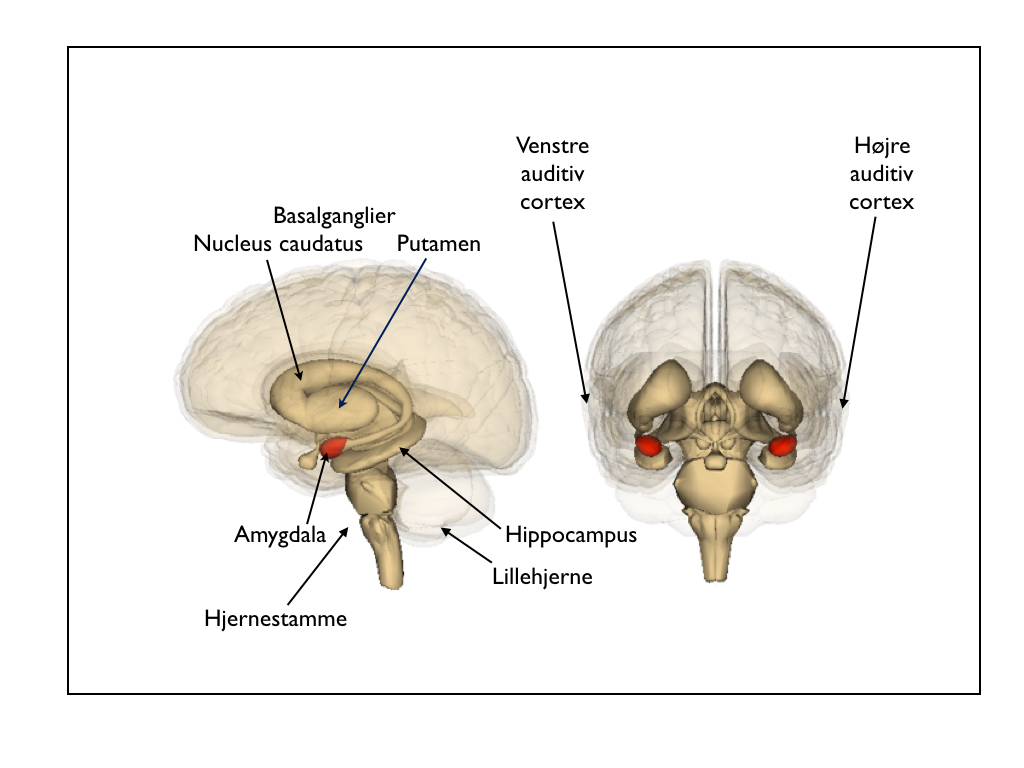 Venstre
auditiv
cortex
Højre
auditiv
cortex
Basalganglier
Nucleus caudatus
Putamen
Amygdala
Hippocampus
Lillehjerne
Hjernestamme